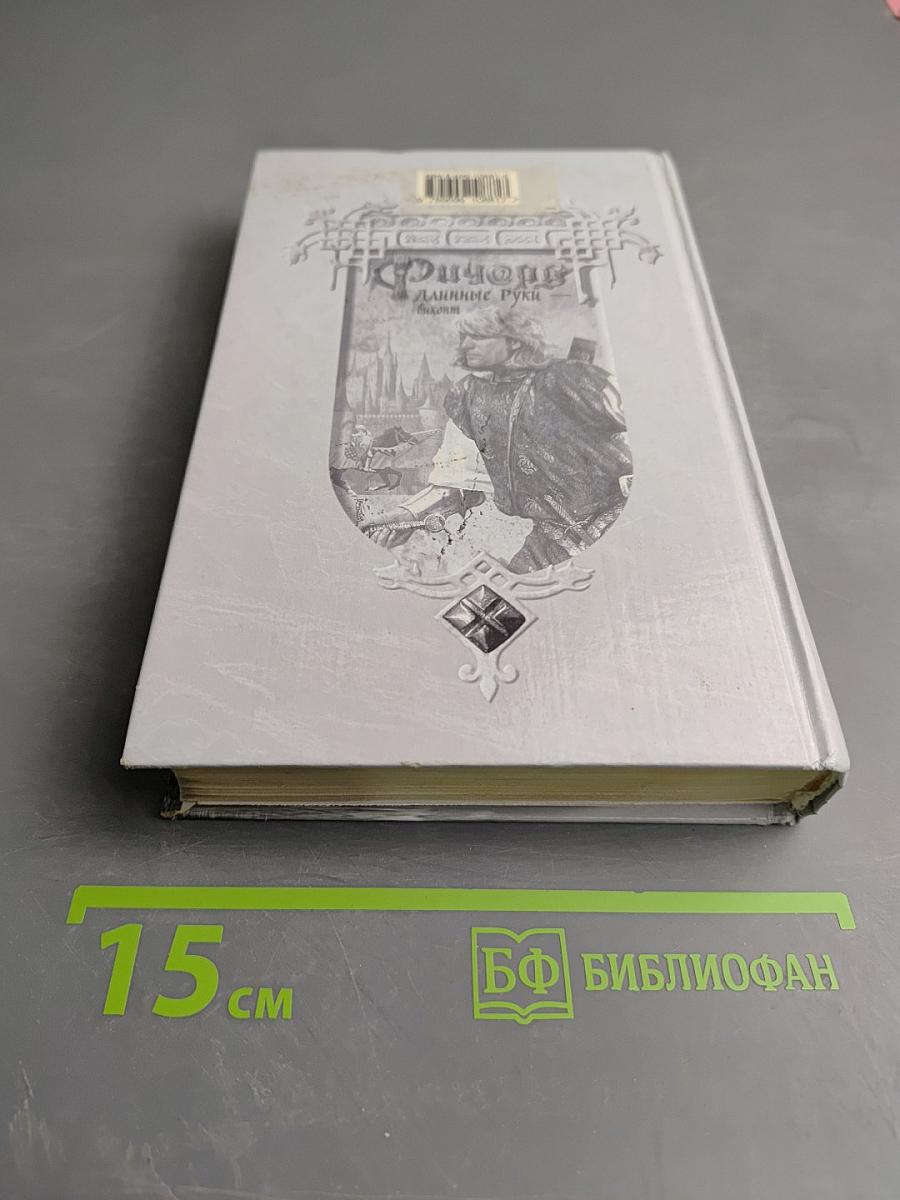 Ричард
Длинные Руки —
виконт
15 см
БФ БИБЛИОФАН